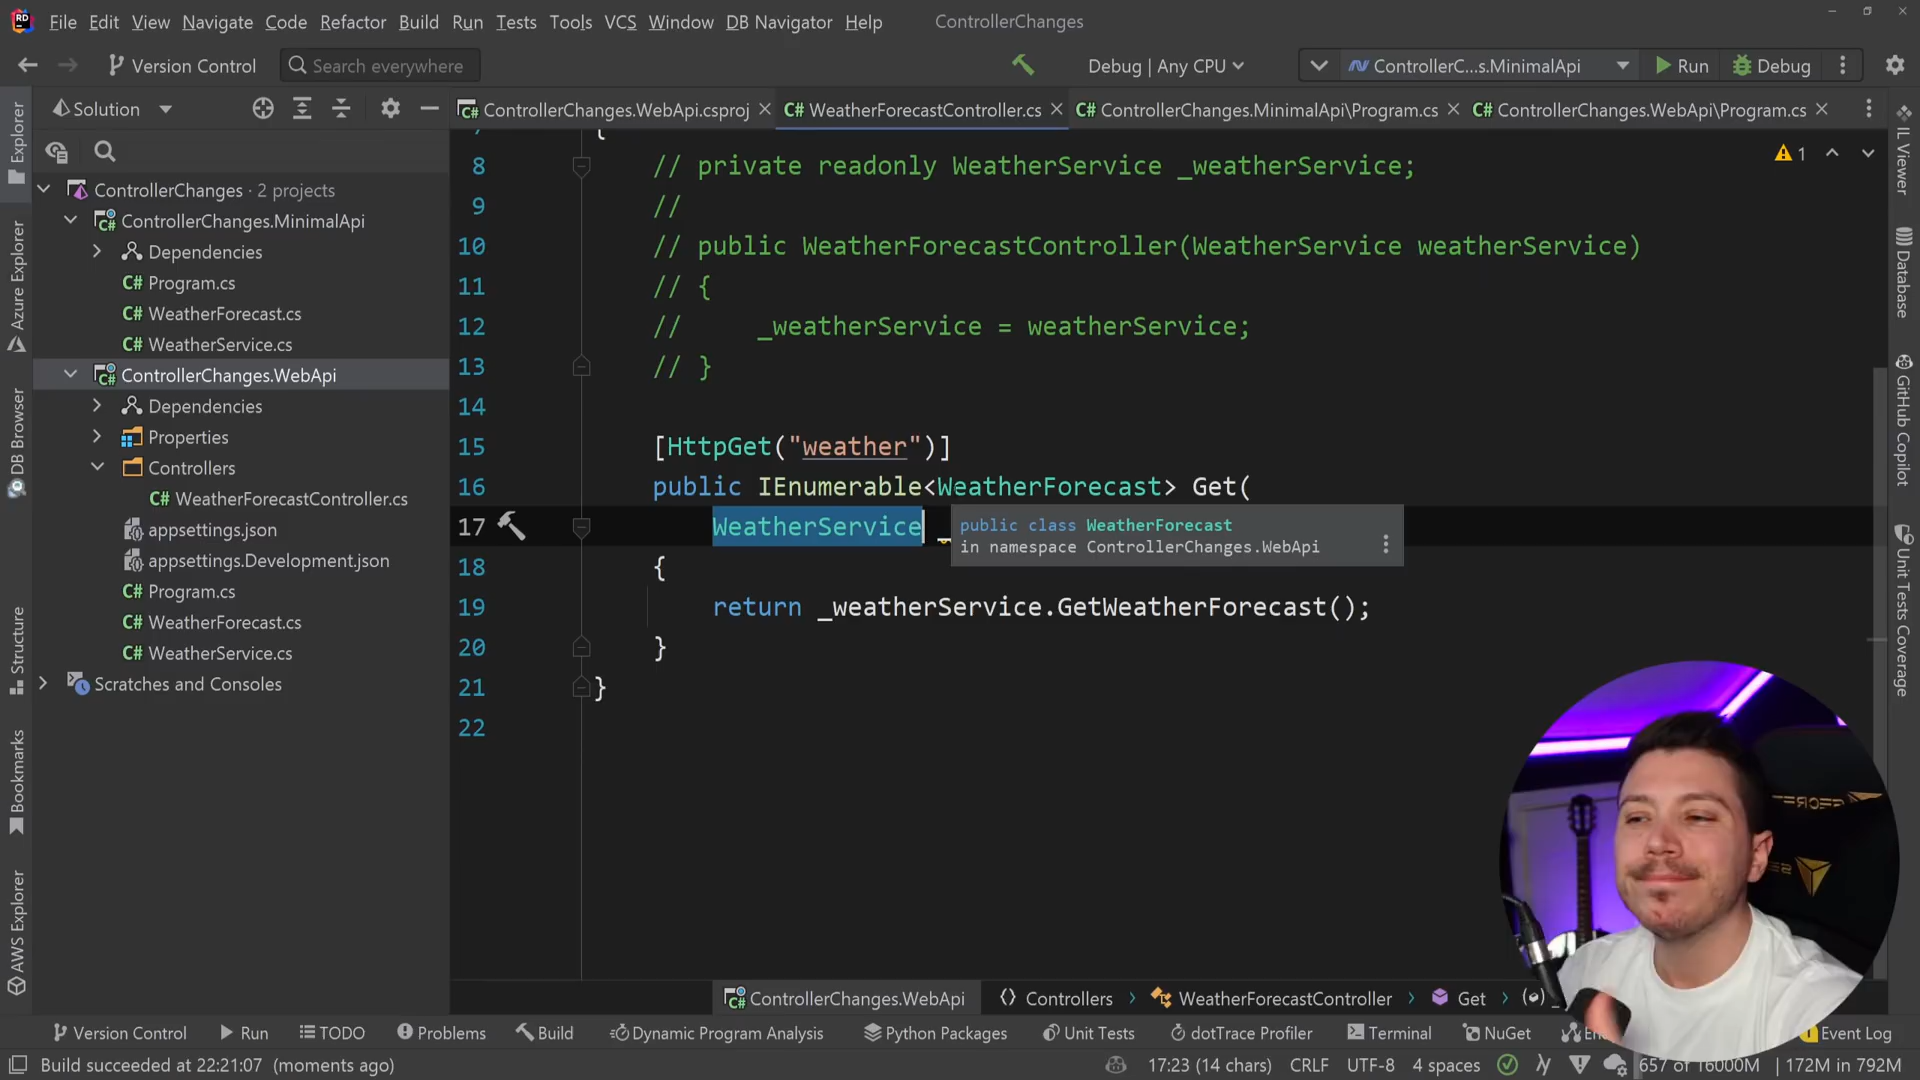 File Edit View Navigate Code Refactor Build Run Tests Tools VCS Window DB Navigator Help ControllerChanges
Version Control Search everywhere Debug | Any CPU ControllerC...s.MinimalApi Run Debug
Solution ControllerChanges.WebApi.csproj C# WeatherForecastController.cs C# ControllerChanges.MinimalApi\Program.cs C# ControllerChanges.WebApi\Program.cs
ControllerChanges · 2 projects
ControllerChanges.MinimalApi
Dependencies
C# Program.cs
C# WeatherForecast.cs
C# WeatherService.cs
ControllerChanges.WebApi
Dependencies
Properties
Controllers
C# WeatherForecastController.cs
appsettings.json
appsettings.Development.json
C# Program.cs
C# WeatherForecast.cs
C# WeatherService.cs
Scratches and Consoles
Explorer
Azure Explorer
DB Browser
Structure
Bookmarks
AWS Explorer
1
{
8 // private readonly WeatherService _weatherService;
9 //
10 // public WeatherForecastController(WeatherService weatherService)
11 // {
12 //     _weatherService = weatherService;
13 // }
14
15 [HttpGet("weather")]
16 public IEnumerable<WeatherForecast> Get(
17 WeatherService
public class WeatherForecast
in namespace ControllerChanges.WebApi
18 {
19 return _weatherService.GetWeatherForecast();
20 }
21 }
22
IL Viewer
Database
GitHub Copilot
Unit Tests Coverage
ControllerChanges.WebApi Controllers WeatherForecastController Get
Version Control Run TODO Problems Build Dynamic Program Analysis Python Packages Unit Tests dotTrace Profiler Terminal NuGet Event Log
Build succeeded at 22:21:07 (moments ago) 17:23 (14 chars) CRLF UTF-8 4 spaces 657 of 16000M 172M in 792M